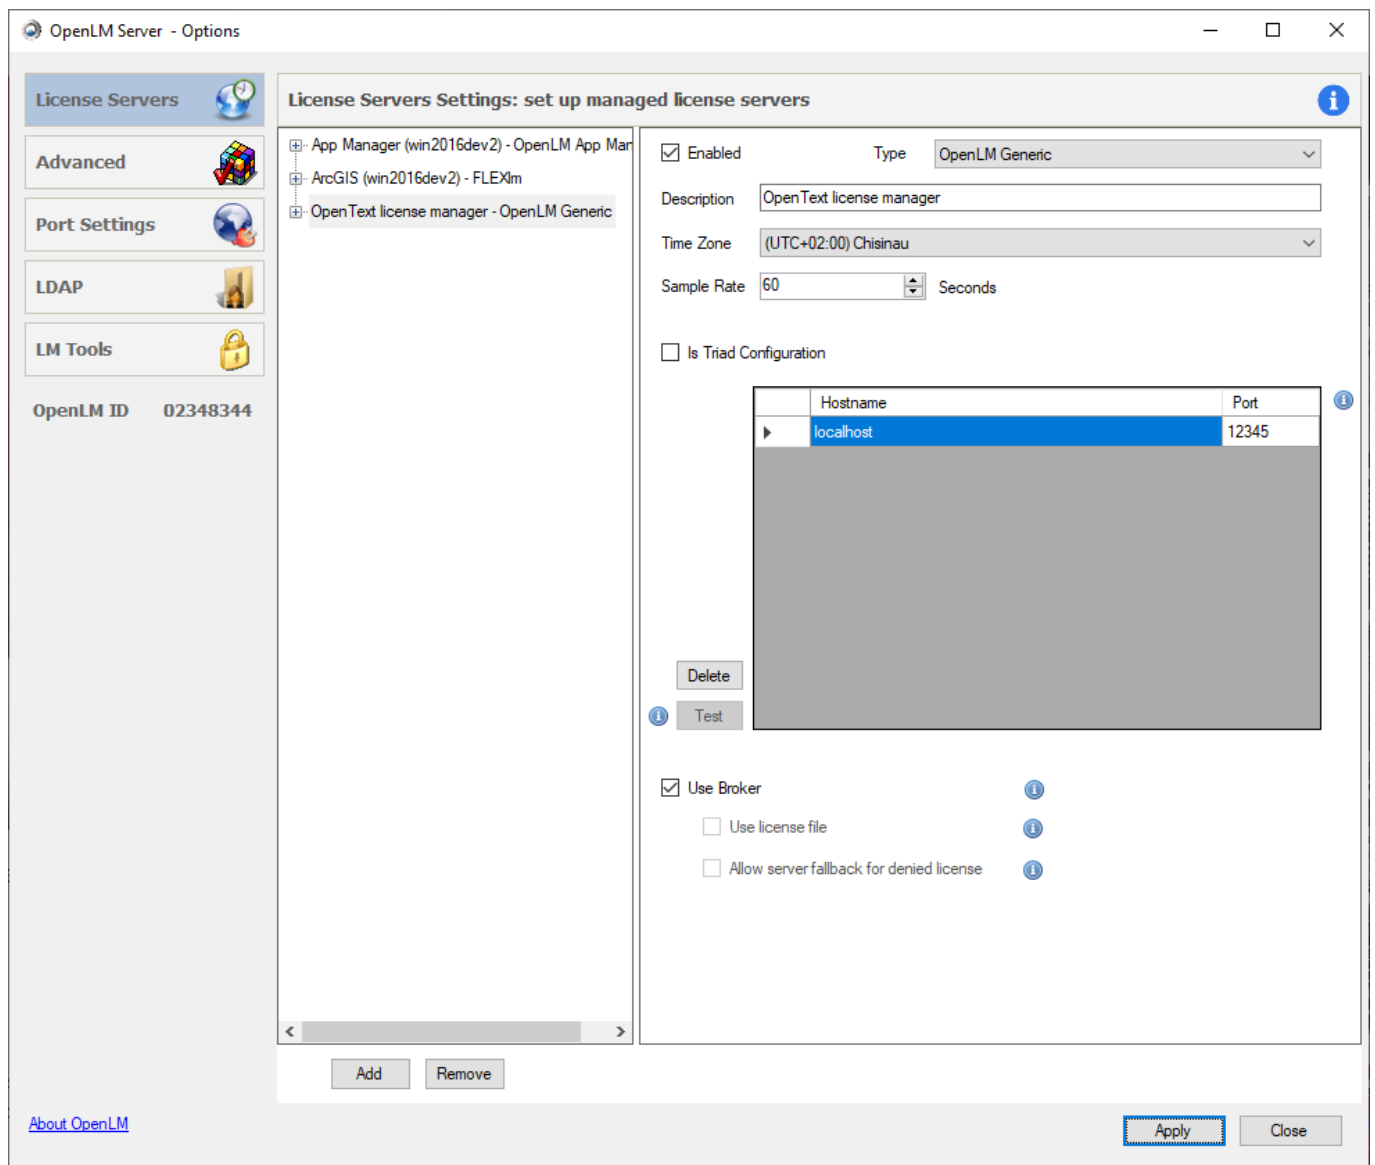 OpenLM Server - Options
License Servers
Advanced
Port Settings
LDAP
LM Tools
OpenLM ID 02348344
License Servers Settings: set up managed license servers
App Manager (win2016dev2) - OpenLM App Man
ArcGIS (win2016dev2) - FLEXlm
OpenText license manager - OpenLM Generic
Enabled
Type OpenLM Generic
Description OpenText license manager
Time Zone (UTC+02:00) Chisinau
Sample Rate 60 Seconds
Is Triad Configuration
Hostname Port
localhost 12345
Delete
Test
Use Broker
Use license file
Allow server fallback for denied license
Add Remove
About OpenLM
Apply Close